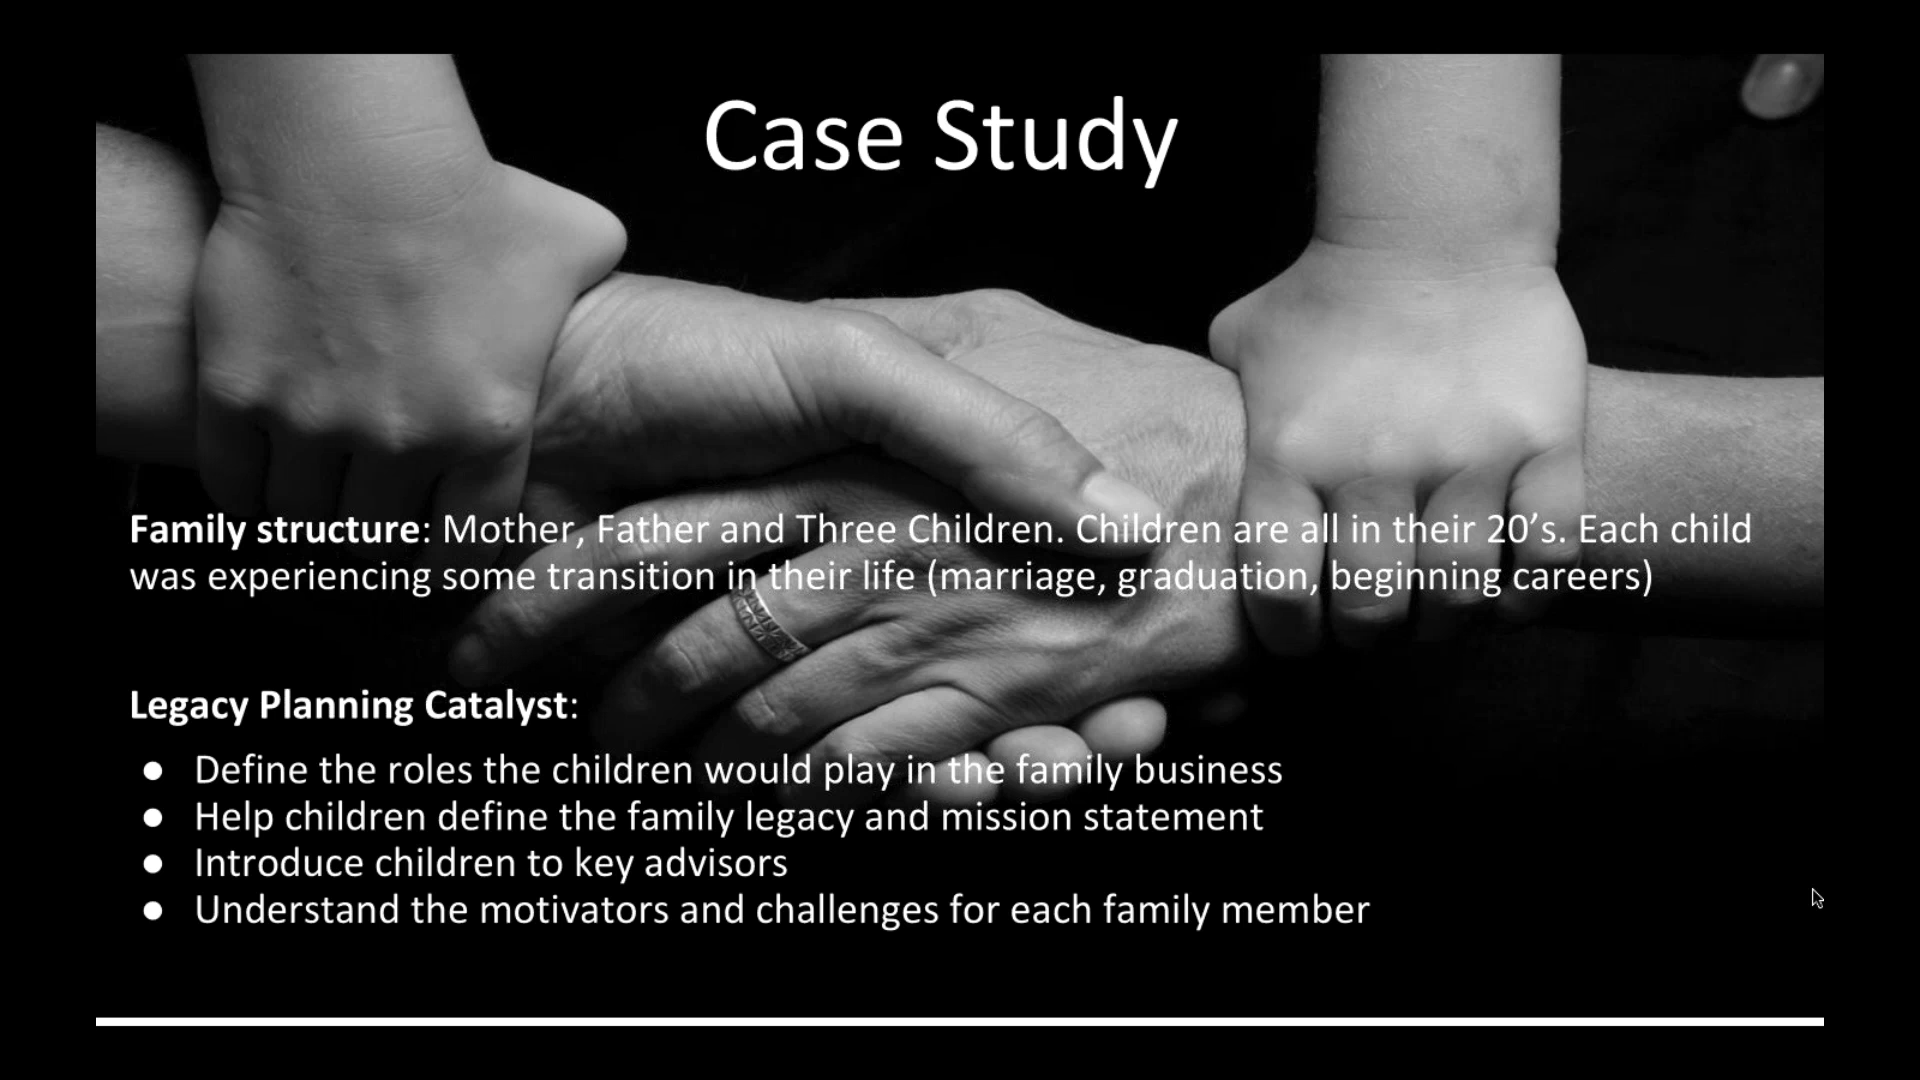 Case Study
Family structure: Mother, Father and Three Children. Children are all in their 20’s. Each child
was experiencing some transition in their life (marriage, graduation, beginning careers)
Legacy Planning Catalyst:
● Define the roles the children would play in the family business
● Help children define the family legacy and mission statement
● Introduce children to key advisors
● Understand the motivators and challenges for each family member